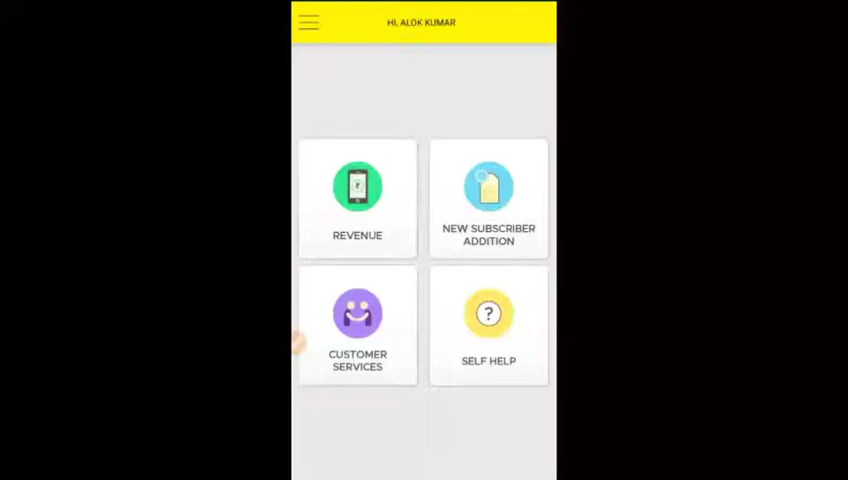 HI, ALOK KUMAR
REVENUE
NEW SUBSCRIBER
ADDITION
CUSTOMER
SERVICES
?
SELF HELP